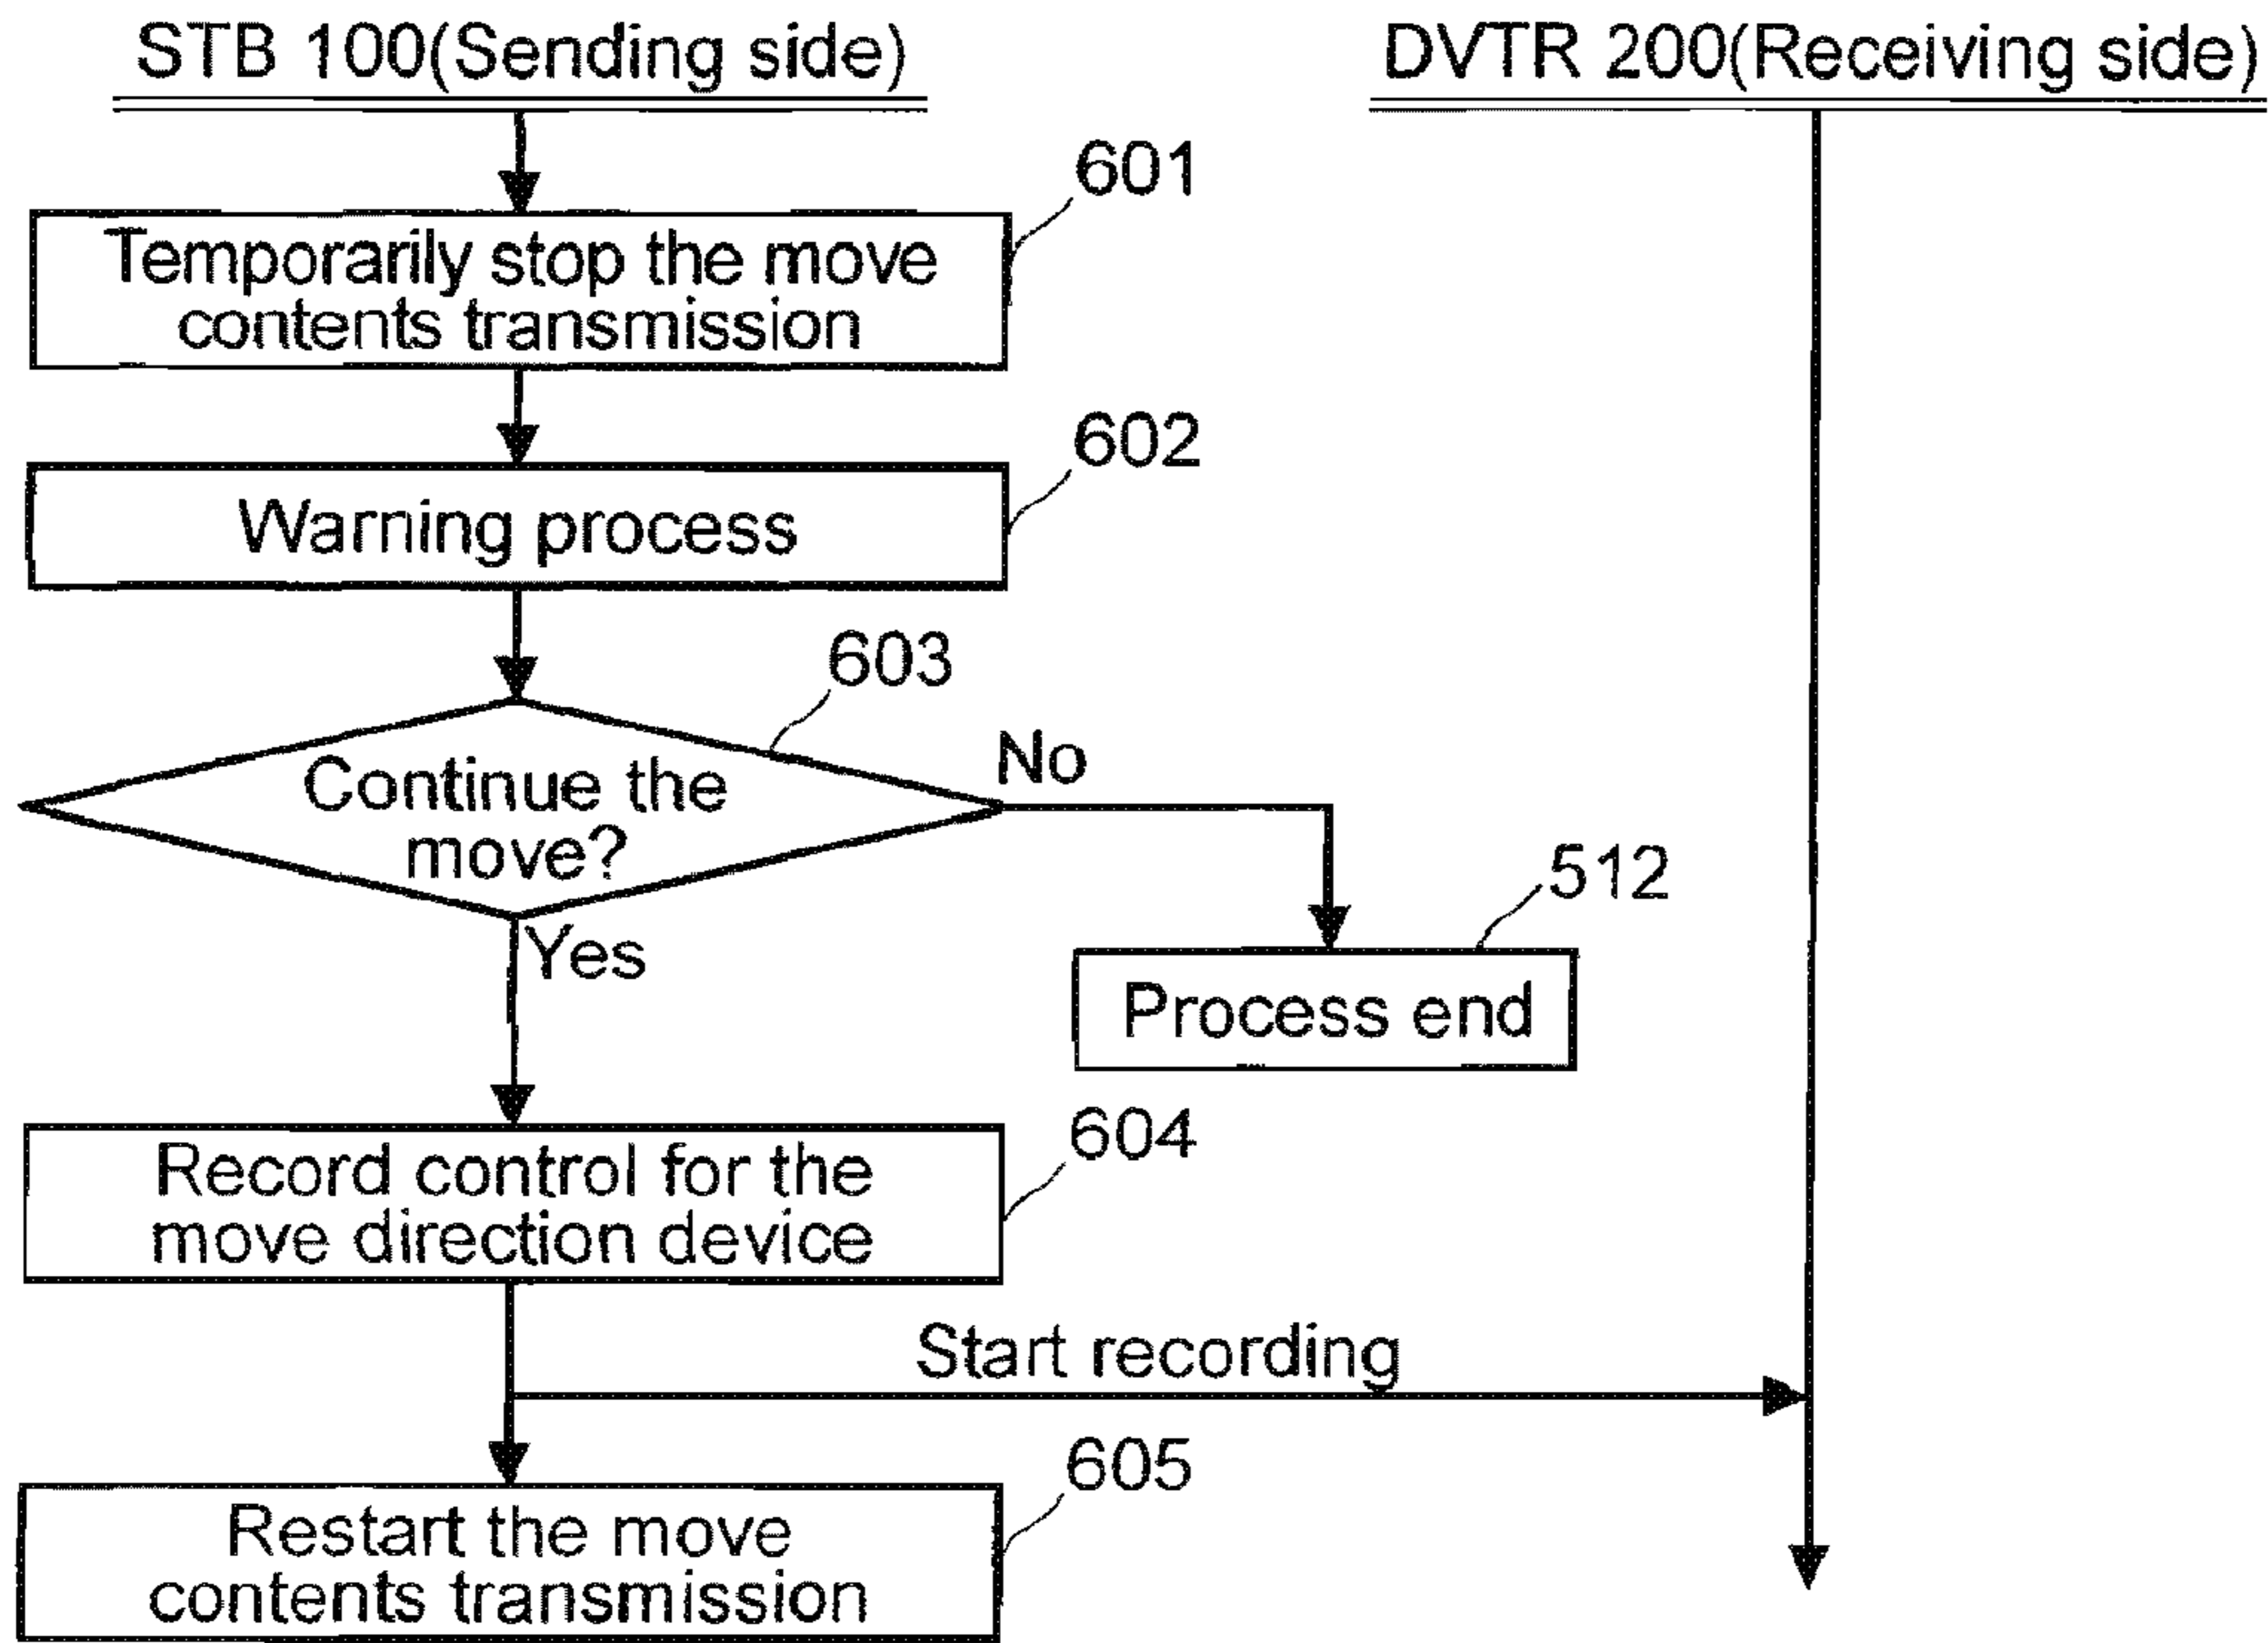 STB 100(Sending side)
DVTR 200(Receiving side)
601
Temporarily stop the move
contents transmission
602
Warning process
603
Continue the
move?
No
Yes
512
Process end
604
Record control for the
move direction device
Start recording
605
Restart the move
contents transmission